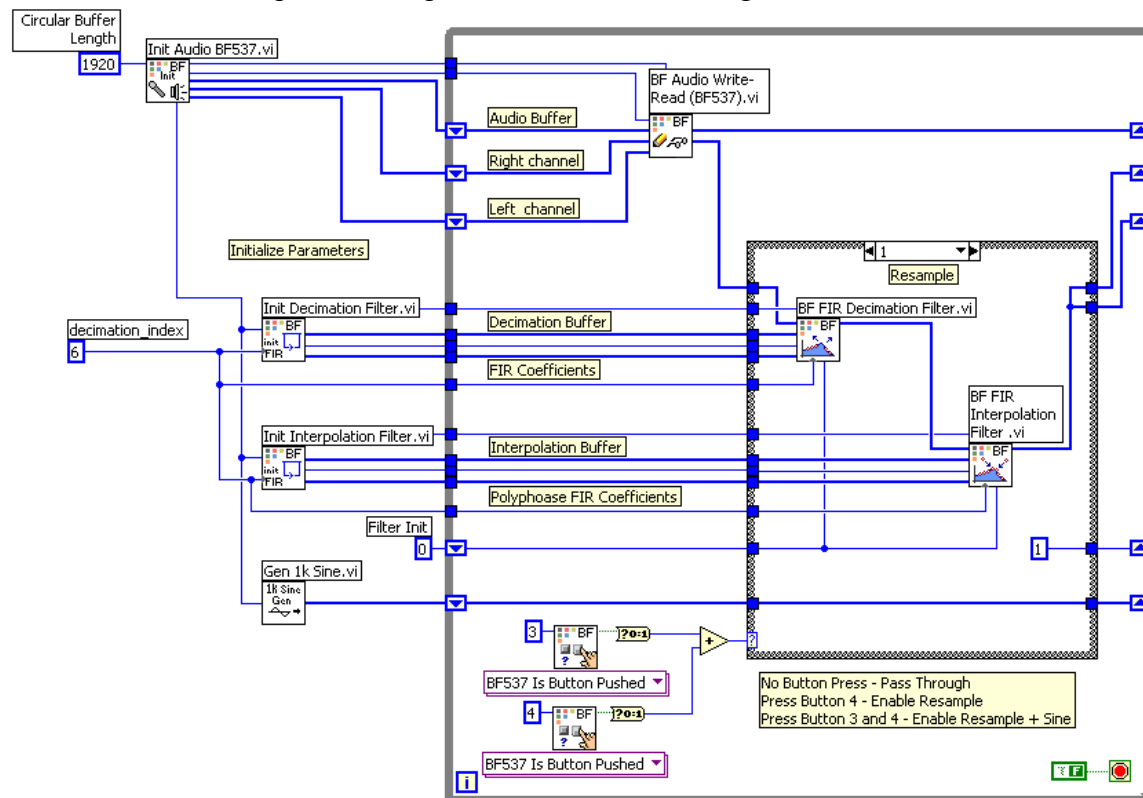 Circular Buffer
Length
1920
Init Audio BF537.vi
BF
Init
BF Audio Write-
Read (BF537).vi
BF
Audio Buffer
Right channel
Left channel
Initialize Parameters
1
Resample
Init Decimation Filter.vi
BF
init
FIR
Decimation Buffer
BF FIR Decimation Filter.vi
BF
decimation_index
6
FIR Coefficients
BF FIR
Interpolation
Filter .vi
BF
Init Interpolation Filter.vi
BF
init
FIR
Interpolation Buffer
Polyphoase FIR Coefficients
Filter Init
0
1
Gen 1k Sine.vi
1k Sine
Gen
3
BF
?
?0:1
+
?
BF537 Is Button Pushed
4
BF
?
?0:1
BF537 Is Button Pushed
No Button Press - Pass Through
Press Button 4 - Enable Resample
Press Button 3 and 4 - Enable Resample + Sine
i
F